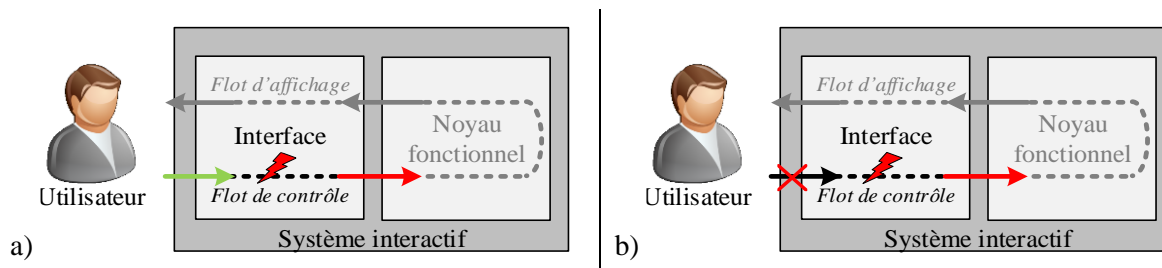 Flot d'affichage
Interface
Noyau
fonctionnel
Flot de contrôle
Utilisateur
Système interactif
a)
Flot d'affichage
Interface
Noyau
fonctionnel
Flot de contrôle
Utilisateur
Système interactif
b)